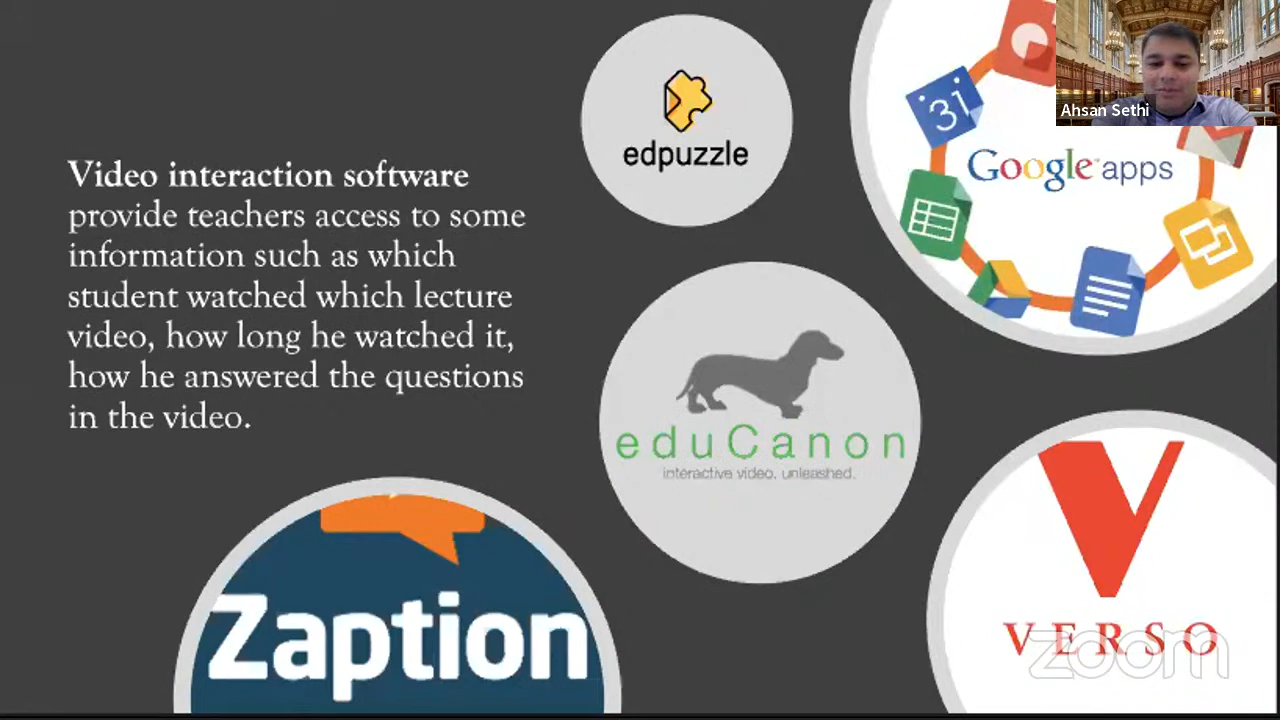 Video interaction software
provide teachers access to some
information such as which
student watched which lecture
video, how long he watched it,
how he answered the questions
in the video.
edpuzzle
31
Google apps
Ahsan Sethi
eduCanon
interactive video. unleashed.
Zaption
VERSO
zoom